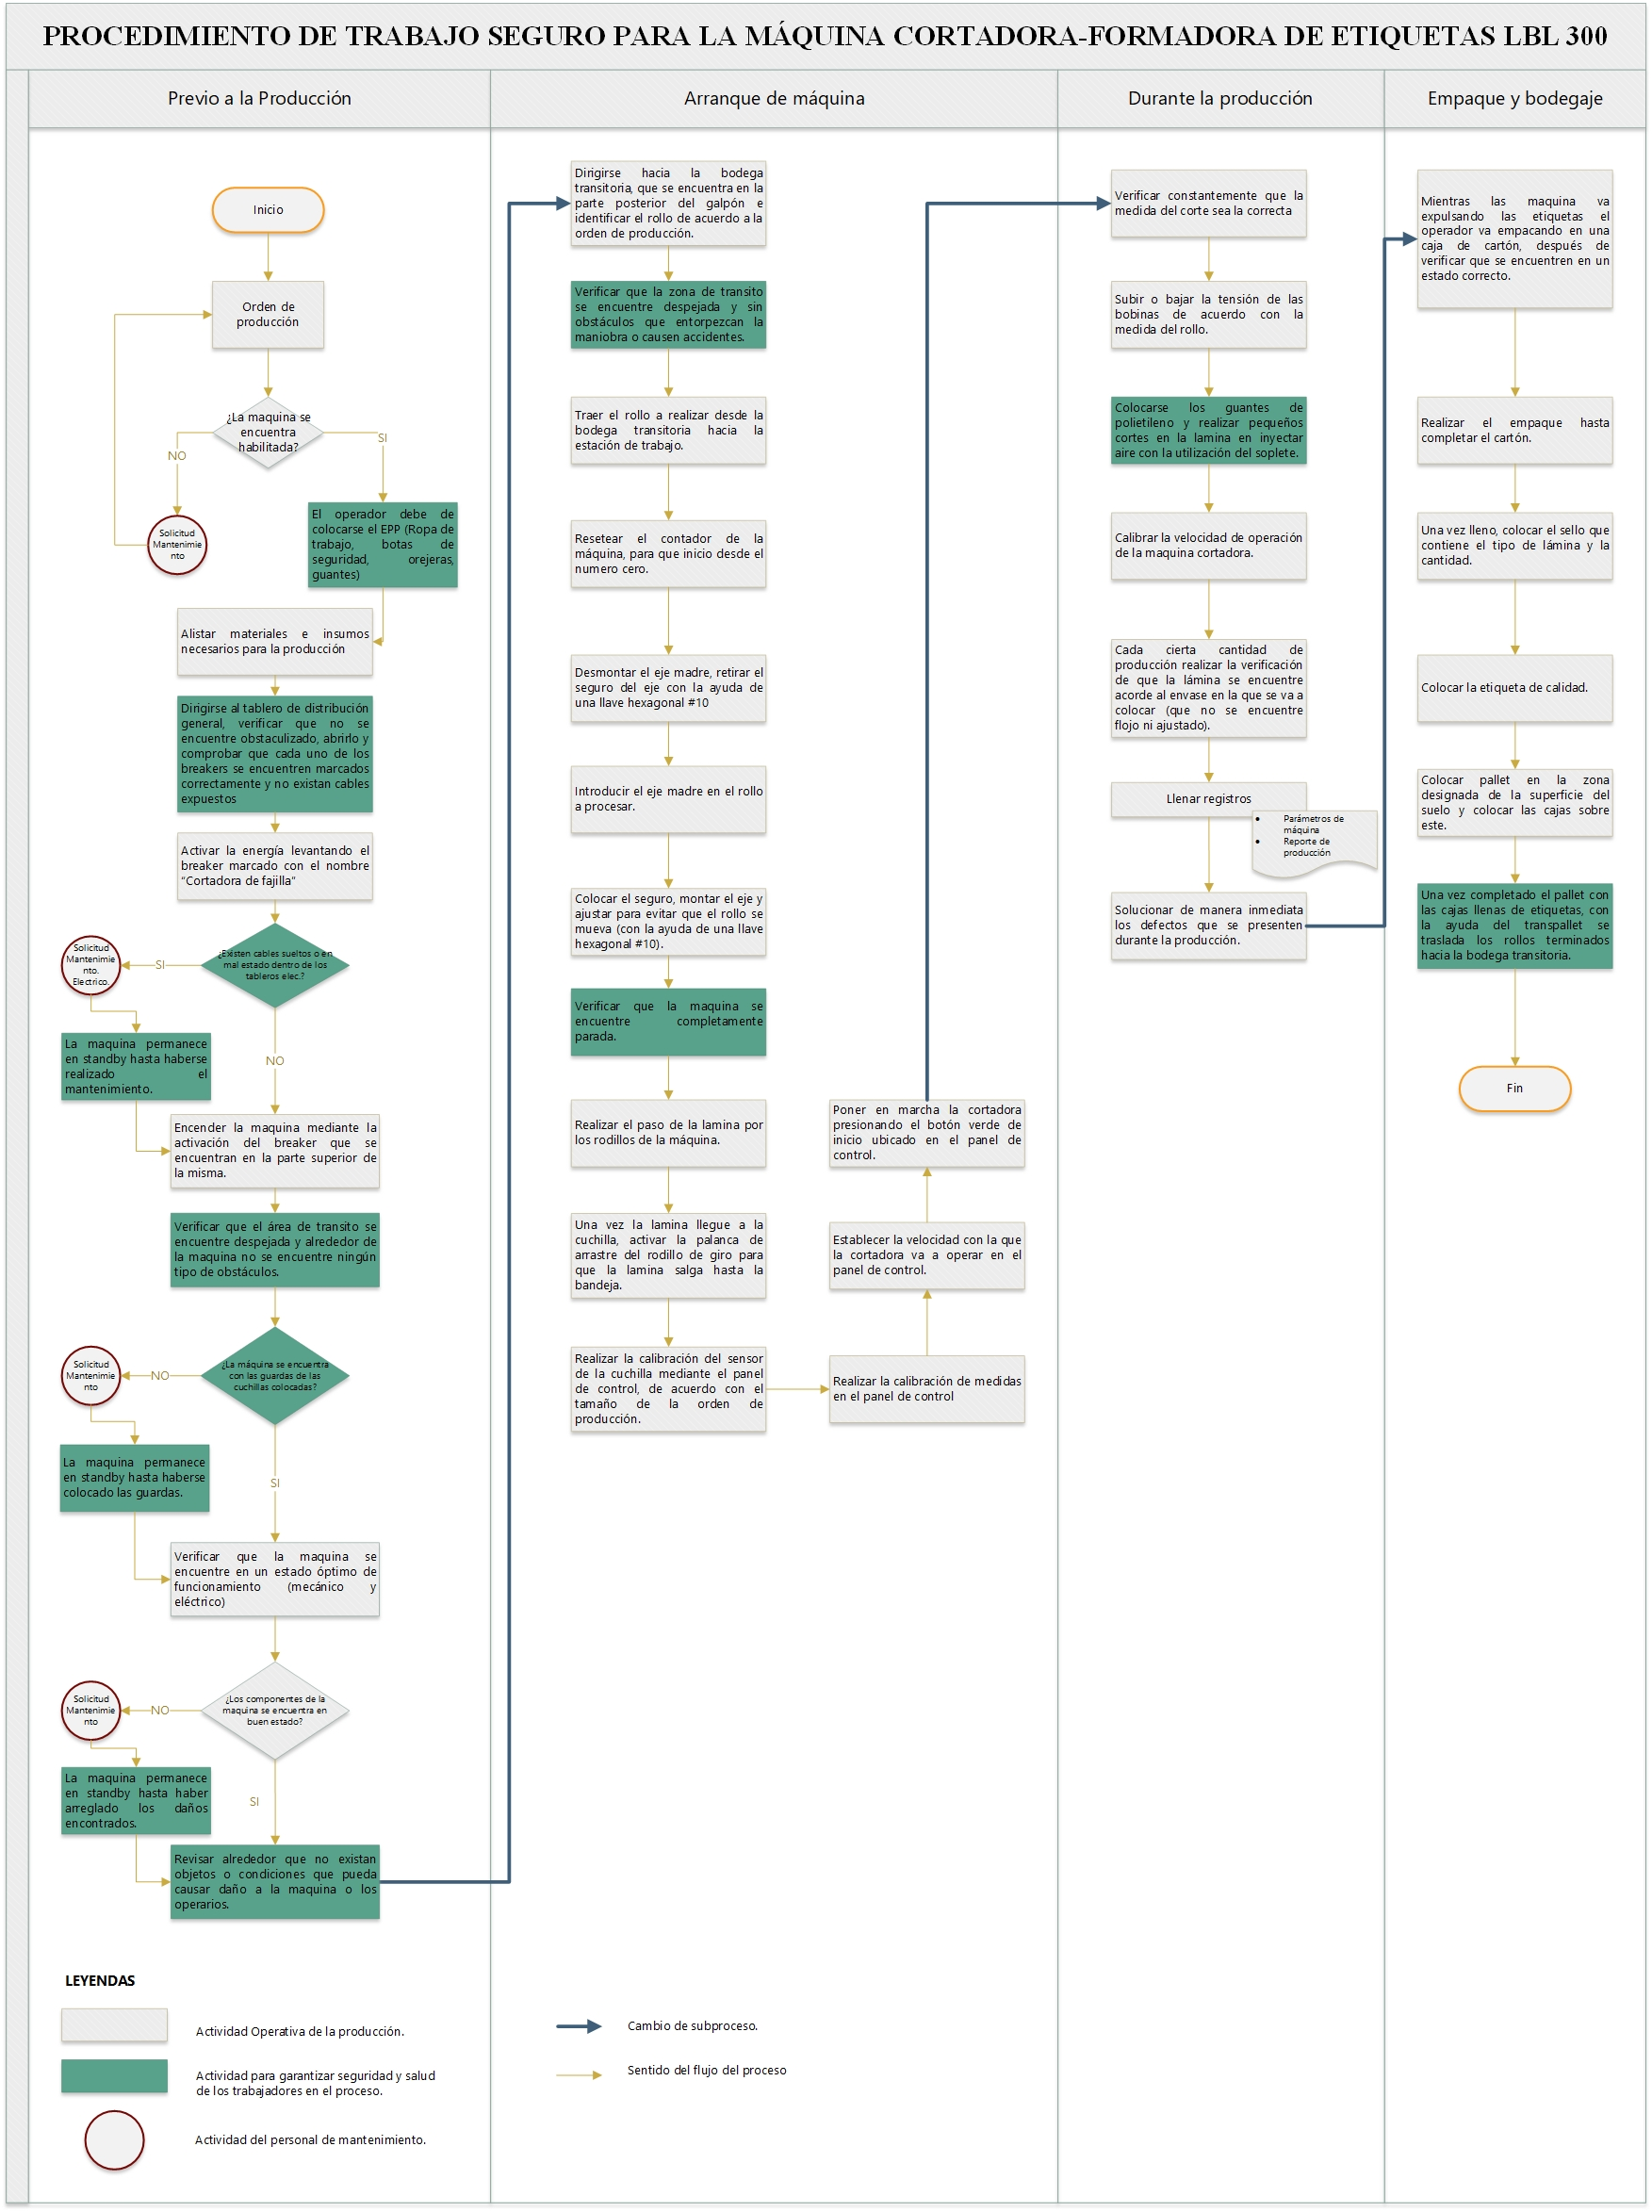 PROCEDIMIENTO DE TRABAJO SEGURO PARA LA MÁQUINA CORTADORA-FORMADORA DE ETIQUETAS LBL 300
Previo a la Producción
Inicio
Orden de
producción
¿La maquina se
encuentra
habilitada?
NO
SI
Solicitud
Mantenimie
nto
El operador debe de
colocarse el EPP (Ropa de
trabajo, botas de
seguridad, orejeras,
guantes)
Alistar materiales e insumos
necesarios para la producción
Dirigirse al tablero de distribución
general, verificar que no se
encuentre obstaculizado, abrirlo y
comprobar que cada uno de los
breakers se encuentren marcados
correctamente y no existan cables
expuestos
Activar la energía levantando el
breaker marcado con el nombre
“Cortadora de fajilla”
¿Existen cables sueltos o en
mal estado dentro de los
tableros elec.?
SI
Solicitud
Mantenimie
nto.
Electrico.
La maquina permanece
en standby hasta haberse
realizado el
mantenimiento.
NO
Encender la maquina mediante la
activación del breaker que se
encuentran en la parte superior de
la misma.
Verificar que el área de transito se
encuentre despejada y alrededor de
la maquina no se encuentre ningún
tipo de obstáculos.
¿La máquina se encuentra
con las guardas de las
cuchillas colocadas?
NO
Solicitud
Mantenimie
nto
La maquina permanece
en standby hasta haberse
colocado las guardas.
SI
Verificar que la maquina se
encuentre en un estado óptimo de
funcionamiento (mecánico y
eléctrico)
¿Los componentes de la
maquina se encuentra en
buen estado?
NO
Solicitud
Mantenimie
nto
La maquina permanece
en standby hasta haber
arreglado los daños
encontrados.
SI
Revisar alrededor que no existan
objetos o condiciones que pueda
causar daño a la maquina o los
operarios.
Arranque de máquina
Dirigirse hacia la bodega
transitoria, que se encuentra en la
parte posterior del galpón e
identificar el rollo de acuerdo a la
orden de producción.
Verificar que la zona de transito
se encuentre despejada y sin
obstáculos que entorpezcan la
maniobra o causen accidentes.
Traer el rollo a realizar desde la
bodega transitoria hacia la
estación de trabajo.
Resetear el contador de la
máquina, para que inicio desde el
numero cero.
Desmontar el eje madre, retirar el
seguro del eje con la ayuda de
una llave hexagonal #10
Introducir el eje madre en el rollo
a procesar.
Colocar el seguro, montar el eje y
ajustar para evitar que el rollo se
mueva (con la ayuda de una llave
hexagonal #10).
Verificar que la maquina se
encuentre completamente
parada.
Realizar el paso de la lamina por
los rodillos de la máquina.
Una vez la lamina llegue a la
cuchilla, activar la palanca de
arrastre del rodillo de giro para
que la lamina salga hasta la
bandeja.
Realizar la calibración del sensor
de la cuchilla mediante el panel
de control, de acuerdo con el
tamaño de la orden de
producción.
Realizar la calibración de medidas
en el panel de control
Establecer la velocidad con la que
la cortadora va a operar en el
panel de control.
Poner en marcha la cortadora
presionando el botón verde de
inicio ubicado en el panel de
control.
Durante la producción
Verificar constantemente que la
medida del corte sea la correcta
Subir o bajar la tensión de las
bobinas de acuerdo con la
medida del rollo.
Colocarse los guantes de
polietileno y realizar pequeños
cortes en la lamina en inyectar
aire con la utilización del soplete.
Calibrar la velocidad de operación
de la maquina cortadora.
Cada cierta cantidad de
producción realizar la verificación
de que la lámina se encuentre
acorde al envase en la que se va a
colocar (que no se encuentre
flojo ni ajustado).
Llenar registros
• Parámetros de
máquina
• Reporte de
producción
Solucionar de manera inmediata
los defectos que se presenten
durante la producción.
Empaque y bodegaje
Mientras las maquina va
expulsando las etiquetas el
operador va empacando en una
caja de cartón, después de
verificar que se encuentren en un
estado correcto.
Realizar el empaque hasta
completar el cartón.
Una vez lleno, colocar el sello que
contiene el tipo de lámina y la
cantidad.
Colocar la etiqueta de calidad.
Colocar pallet en la zona
designada de la superficie del
suelo y colocar las cajas sobre
este.
Una vez completado el pallet con
las cajas llenas de etiquetas, con
la ayuda del transpallet se
traslada los rollos terminados
hacia la bodega transitoria.
Fin
LEYENDAS
Actividad Operativa de la producción.
Actividad para garantizar seguridad y salud
de los trabajadores en el proceso.
Actividad del personal de mantenimiento.
Cambio de subproceso.
Sentido del flujo del proceso